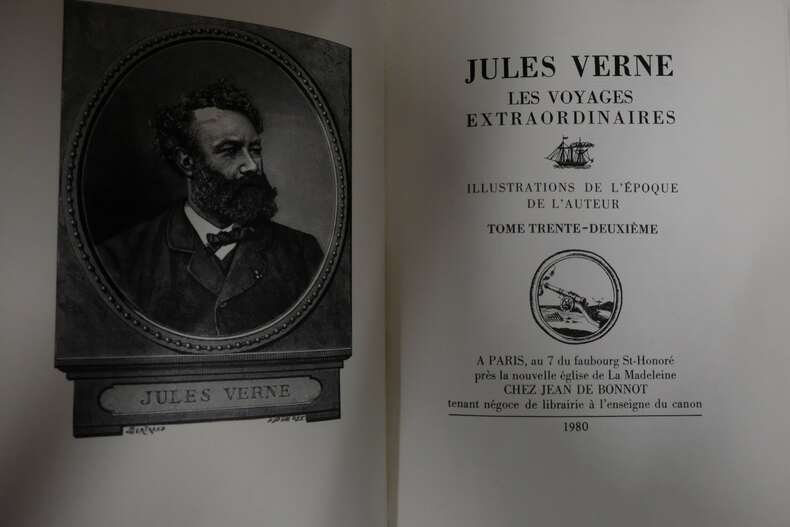 JULES VERNE
Bertrand
JULES VERNE
LES VOYAGES
EXTRAORDINAIRES
ILLUSTRATIONS DE L'ÉPOQUE
DE L'AUTEUR
TOME TRENTE-DEUXIÈME
A PARIS, au 7 du faubourg St-Honoré
près la nouvelle église de La Madeleine
CHEZ JEAN DE BONNOT
tenant négoce de librairie à l'enseigne du canon
1980